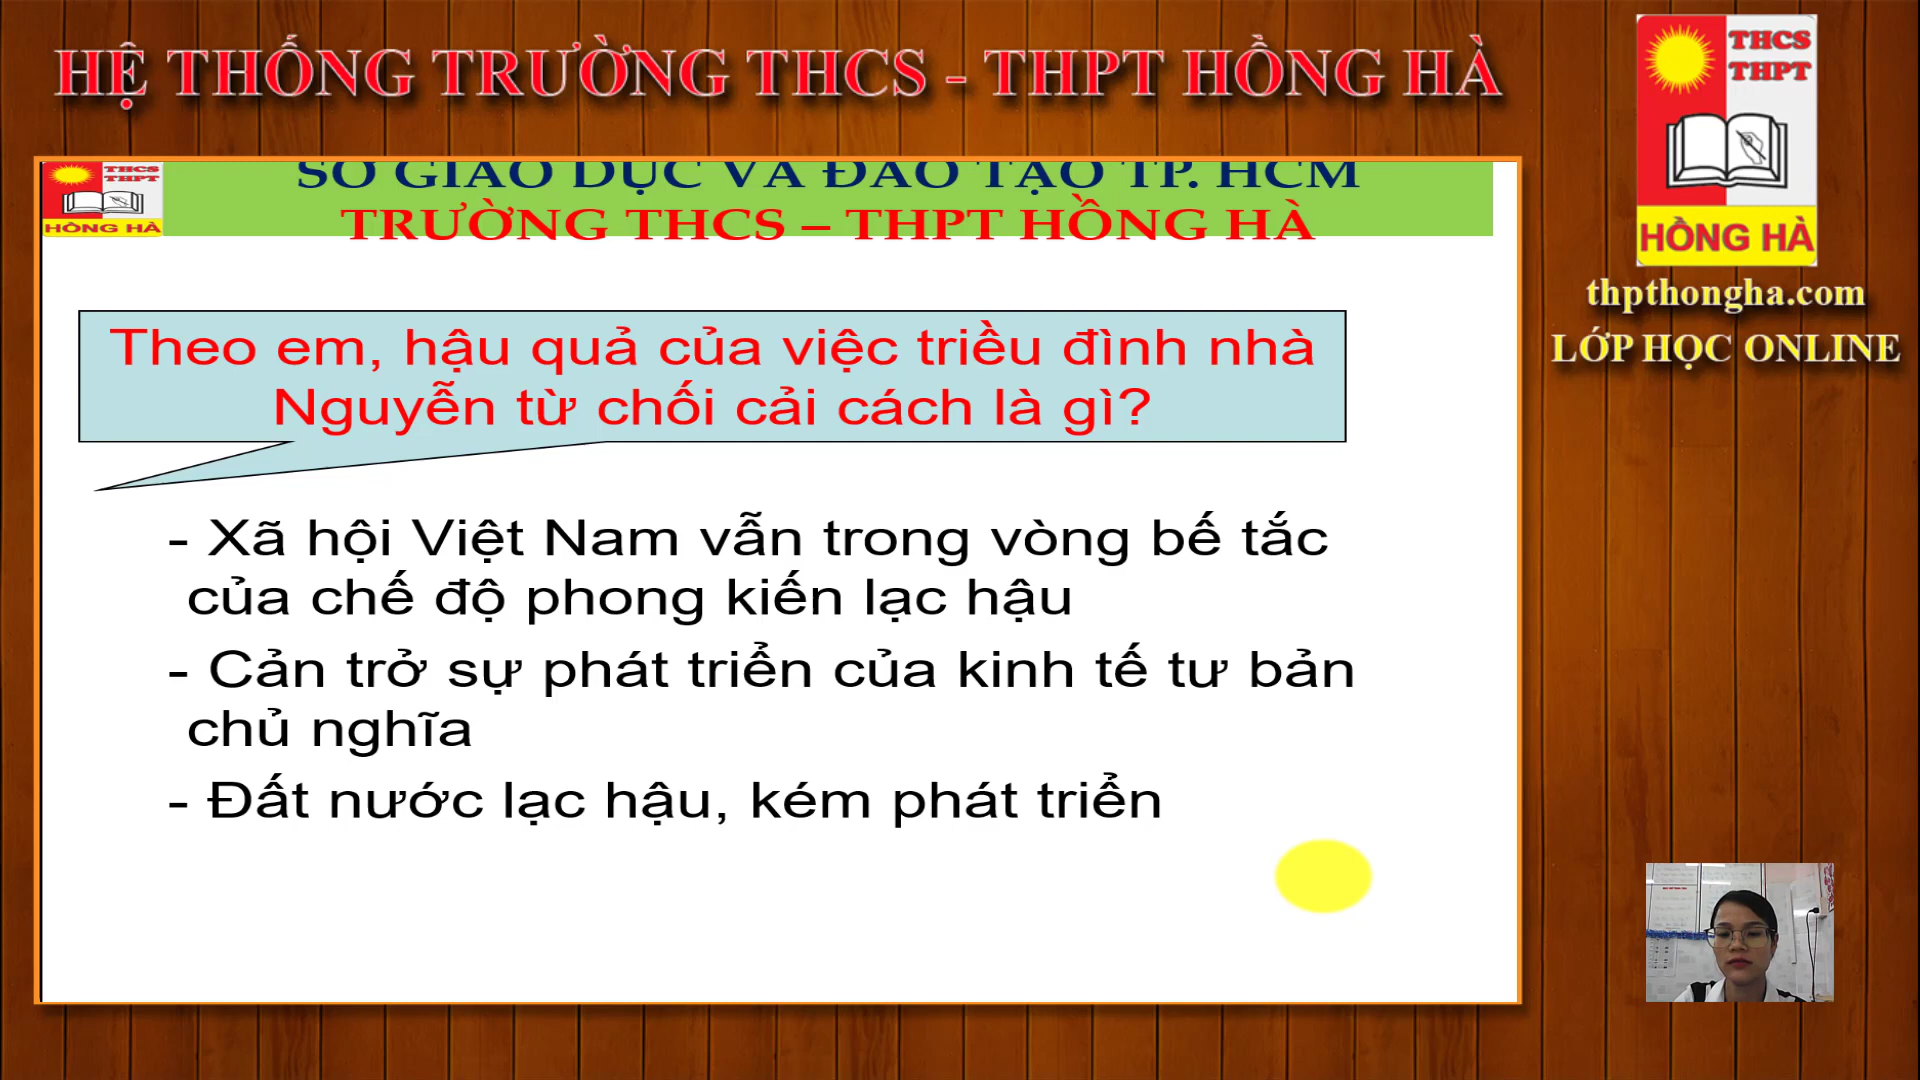 HỆ THỐNG TRƯỜNG THCS - THPT HỒNG HÀ
THCS
THPT
HỒNG HÀ
thpthongha.com
LỚP HỌC ONLINE
THCS
THPT
HỒNG HÀ
SỞ GIÁO DỤC VÀ ĐÀO TẠO TP. HCM
TRƯỜNG THCS – THPT HỒNG HÀ
Theo em, hậu quả của việc triều đình nhà
Nguyễn từ chối cải cách là gì?
- Xã hội Việt Nam vẫn trong vòng bế tắc
của chế độ phong kiến lạc hậu
- Cản trở sự phát triển của kinh tế tư bản
chủ nghĩa
- Đất nước lạc hậu, kém phát triển